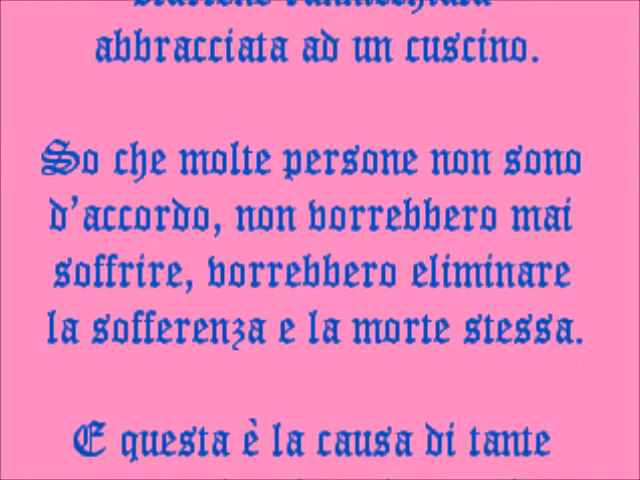 abbracciata ad un cuscino.
So che molte persone non sono
d'accordo, non vorrebbero mai
soffrire, vorrebbero eliminare
la sofferenza e la morte stessa.
E questa è la causa di tante